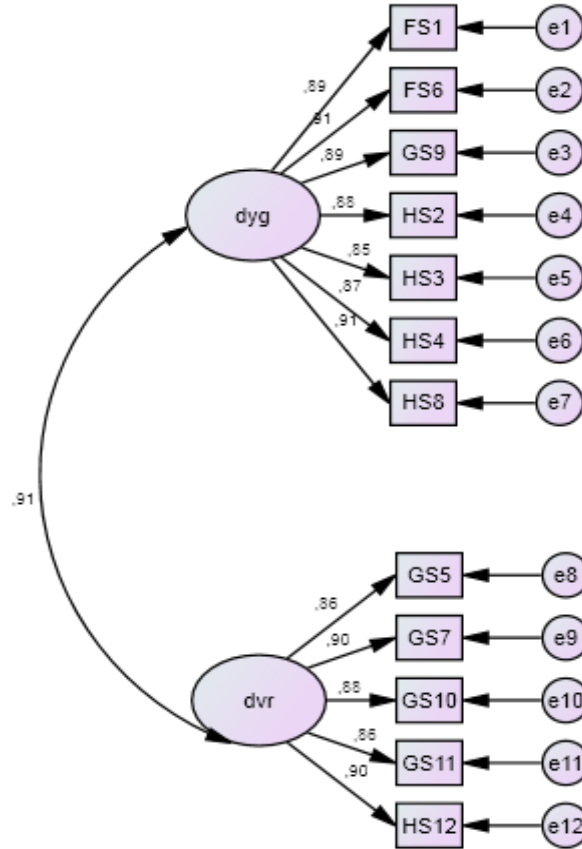 FS1
e1
,89
FS6
e2
,91
GS9
e3
,89
dyg
HS2
e4
,88
HS3
e5
,85
HS4
e6
,87
HS8
e7
,91
,91
GS5
e8
,86
GS7
e9
,90
dvr
GS10
e10
,88
GS11
e11
,86
HS12
e12
,90